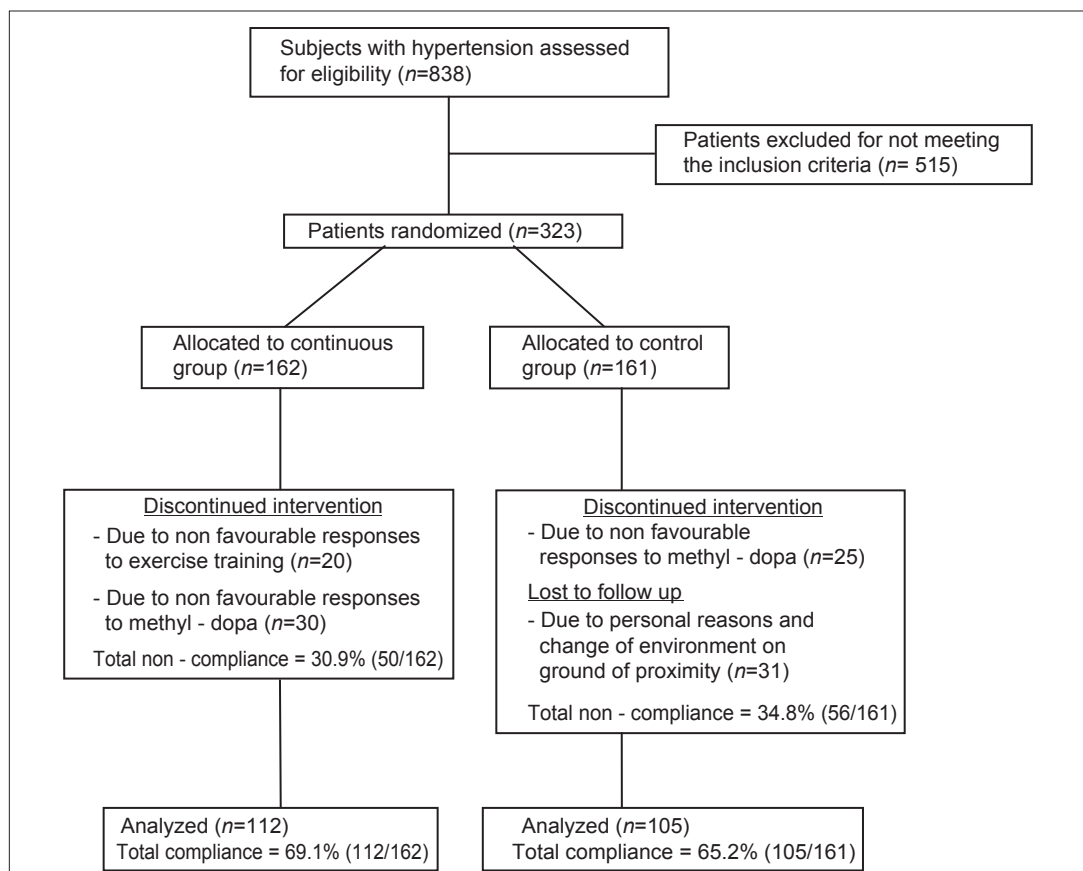 Subjects with hypertension assessed
for eligibility (n=838)
Patients excluded for not meeting
the inclusion criteria (n= 515)
Patients randomized (n=323)
Allocated to continuous
group (n=162)
Allocated to control
group (n=161)
Discontinued intervention
- Due to non favourable responses
to exercise training (n=20)
- Due to non favourable responses
to methyl - dopa (n=30)
Total non - compliance = 30.9% (50/162)
Discontinued intervention
- Due to non favourable
responses to methyl - dopa (n=25)
Lost to follow up
- Due to personal reasons and
change of environment on
ground of proximity (n=31)
Total non - compliance = 34.8% (56/161)
Analyzed (n=112)
Total compliance = 69.1% (112/162)
Analyzed (n=105)
Total compliance = 65.2% (105/161)